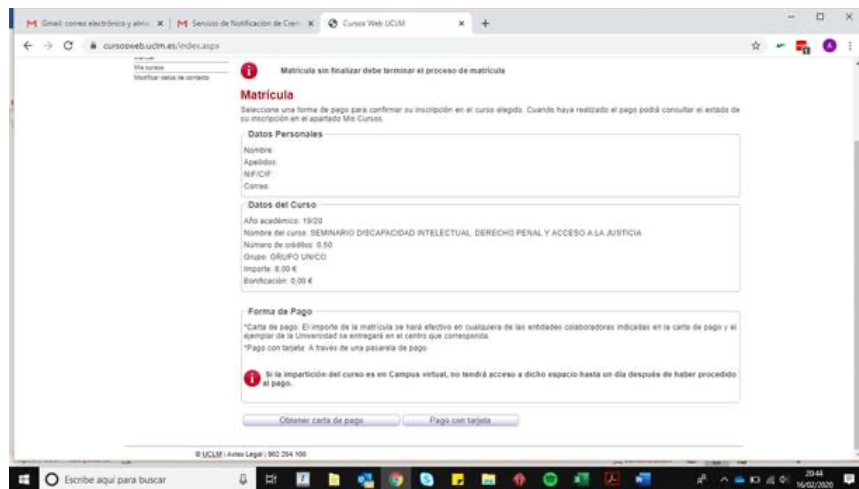 Gmail: correo electrónico y alma
Servicio de Notificación de Cren
Cursos Web UCLM
cursosweb.uclm.es/index.aspx
Mis cursos
Modificar datos de contacto
Matrícula sin finalizar debe terminar el proceso de matrícula
Matrícula
Seleccione una forma de pago para confirmar su inscripción en el curso elegido. Cuando haya realizado el pago podrá consultar el estado de
su inscripción en el apartado Mis Cursos.
Datos Personales
Nombre:
Apellidos:
NIF/CIF:
Correo:
Datos del Curso
Año académico: 19/20
Nombre del curso: SEMINARIO DISCAPACIDAD INTELECTUAL, DERECHO PENAL Y ACCESO A LA JUSTICIA
Número de créditos: 0,50
Grupo: GRUPO UNICO
Importe: 8,00 €
Bonificación: 0,00 €
Forma de Pago
*Carta de pago: El importe de la matrícula se hará efectivo en cualquiera de las entidades colaboradoras indicadas en la carta de pago y el
ejemplar de la Universidad se entregará en el centro que corresponda.
*Pago con tarjeta: A través de una pasarela de pago.
Si la impartición del curso es en Campus virtual, no tendrá acceso a dicho espacio hasta un día después de haber procedido
al pago.
Obtener carta de pago
Pago con tarjeta
© UCLM | Aviso Legal | 902 204 100
Escribe aquí para buscar
20:44
16/02/2020